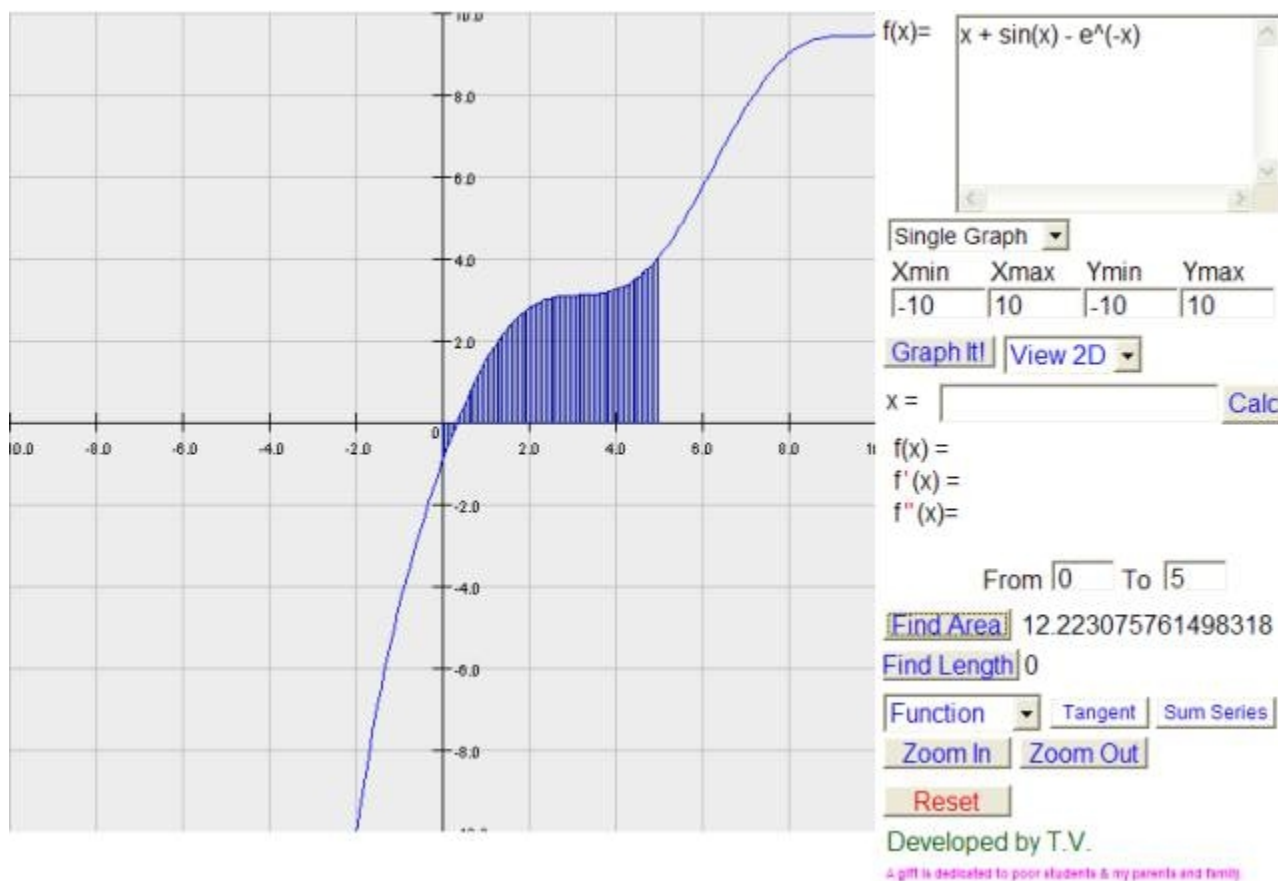 10.0
8.0
6.0
4.0
2.0
0
-8.0 -6.0 -4.0 -2.0 2.0 4.0 6.0 8.0
-2.0
-4.0
-6.0
-8.0
f(x)= x + sin(x) - e^(-x)
Single Graph
Xmin Xmax Ymin Ymax
-10 10 -10 10
Graph It! View 2D
x = Calc
f(x) =
f'(x) =
f"(x)=
From 0 To 5
Find Area 12.223075761498318
Find Length 0
Function Tangent Sum Series
Zoom In Zoom Out
Reset
Developed by T.V.
A gift is dedicated to poor students & my parents and family